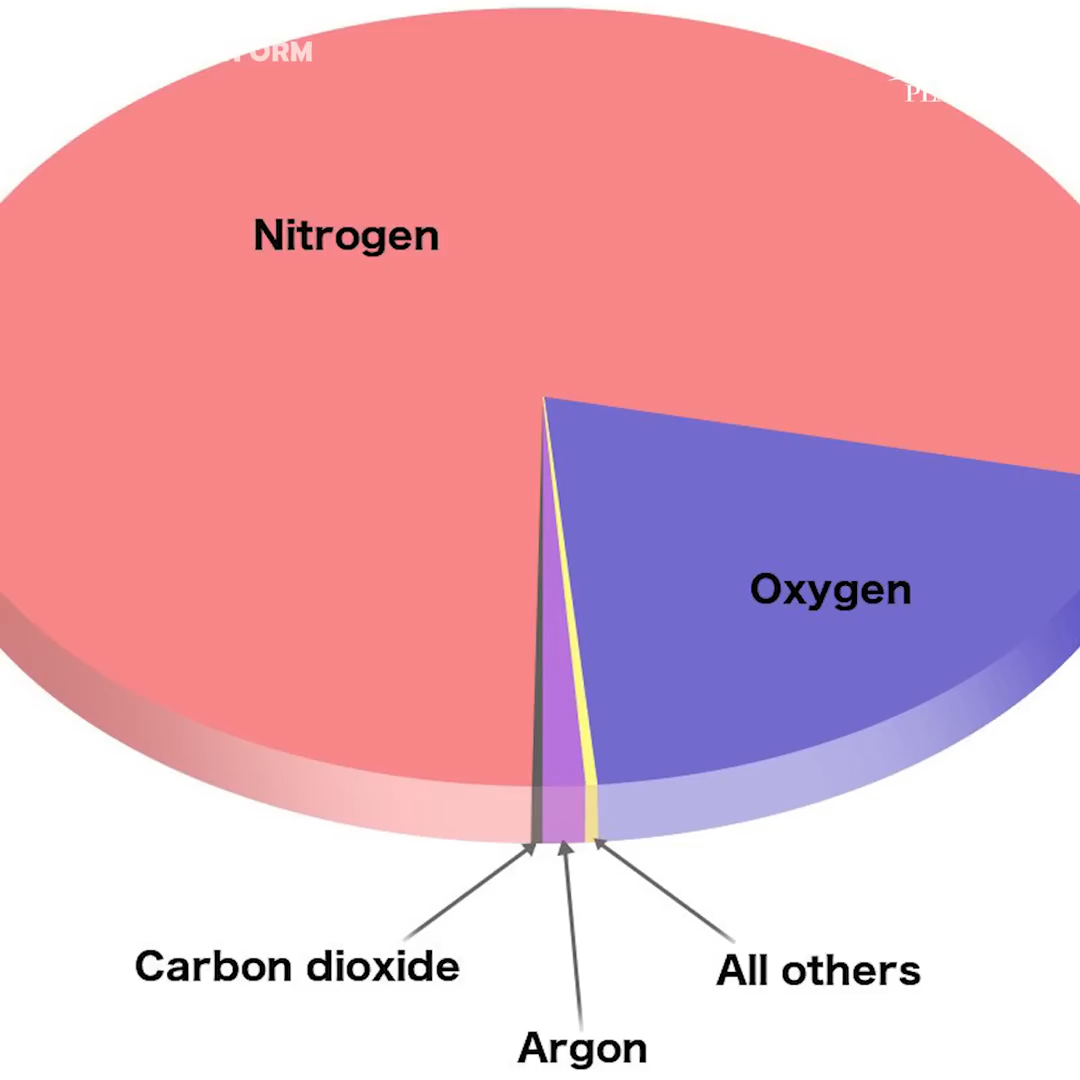 Nitrogen
Oxygen
Carbon dioxide
All others
Argon